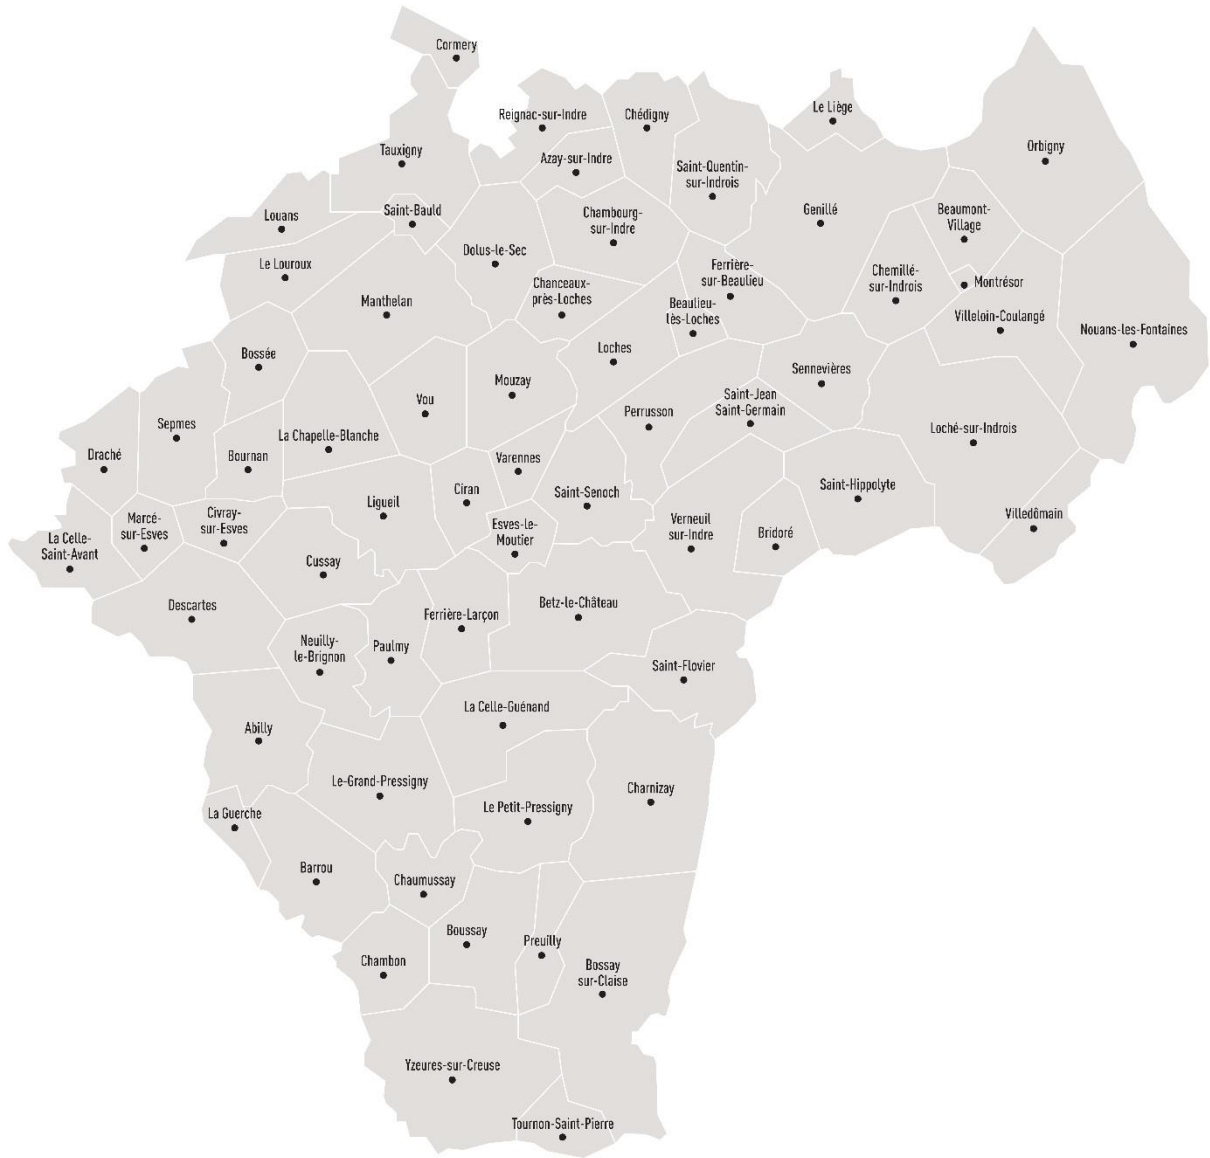 Cormery
Reignac-sur-Indre
Chédigny
Le Liège
Tauxigny
Azay-sur-Indre
Saint-Quentin-
sur-Indrois
Orbigny
Louans
Saint-Bauld
Chambourg-
sur-Indre
Genillé
Beaumont-
Village
Le Louroux
Dolus-le-Sec
Chanceaux-
près-Loches
Ferrière-
sur-Beaulieu
Chemillé-
sur-Indrois
Montrésor
Manthelan
Beaulieu-
lès-Loches
Villeloin-Coulangé
Nouans-les-Fontaines
Bossée
Loches
Sennevières
Mouzay
Vou
Saint-Jean
Saint-Germain
Perrusson
Sepmes
La Chapelle-Blanche
Loché-sur-Indrois
Draché
Bournan
Varennes
Ligueil
Ciran
Saint-Senoch
Saint-Hippolyte
Villedômain
Marcé-
sur-Esves
Civray-
sur-Esves
Esves-le-
Moutier
Verneuil
sur-Indre
Bridoré
La Celle-
Saint-Avant
Cussay
Descartes
Ferrière-Larçon
Betz-le-Château
Neuilly-
le-Brignon
Paulmy
Saint-Flovier
La Celle-Guénand
Abilly
Le-Grand-Pressigny
Le Petit-Pressigny
Charnizay
La Guerche
Barrou
Chaumussay
Boussay
Preuilly
Chambon
Bossay
sur-Claise
Yzeures-sur-Creuse
Tournon-Saint-Pierre